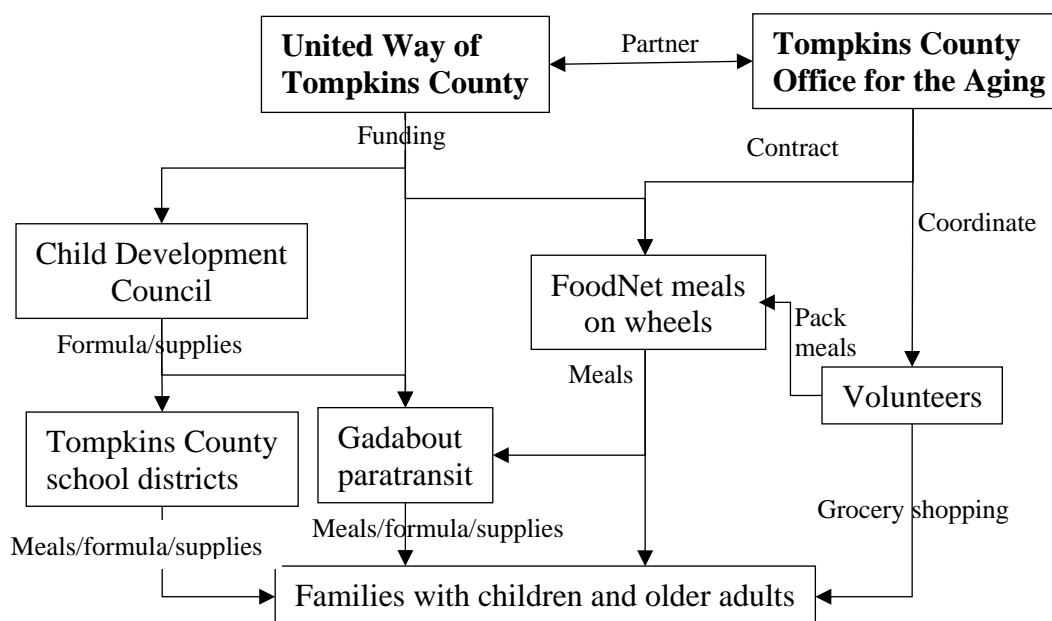 United Way of
Tompkins County
Partner
Tompkins County
Office for the Aging
Funding
Contract
Child Development
Council
FoodNet meals
on wheels
Coordinate
Formula/supplies
Meals
Pack
meals
Volunteers
Tompkins County
school districts
Gadabout
paratransit
Meals/formula/supplies
Meals/formula/supplies
Grocery shopping
Families with children and older adults